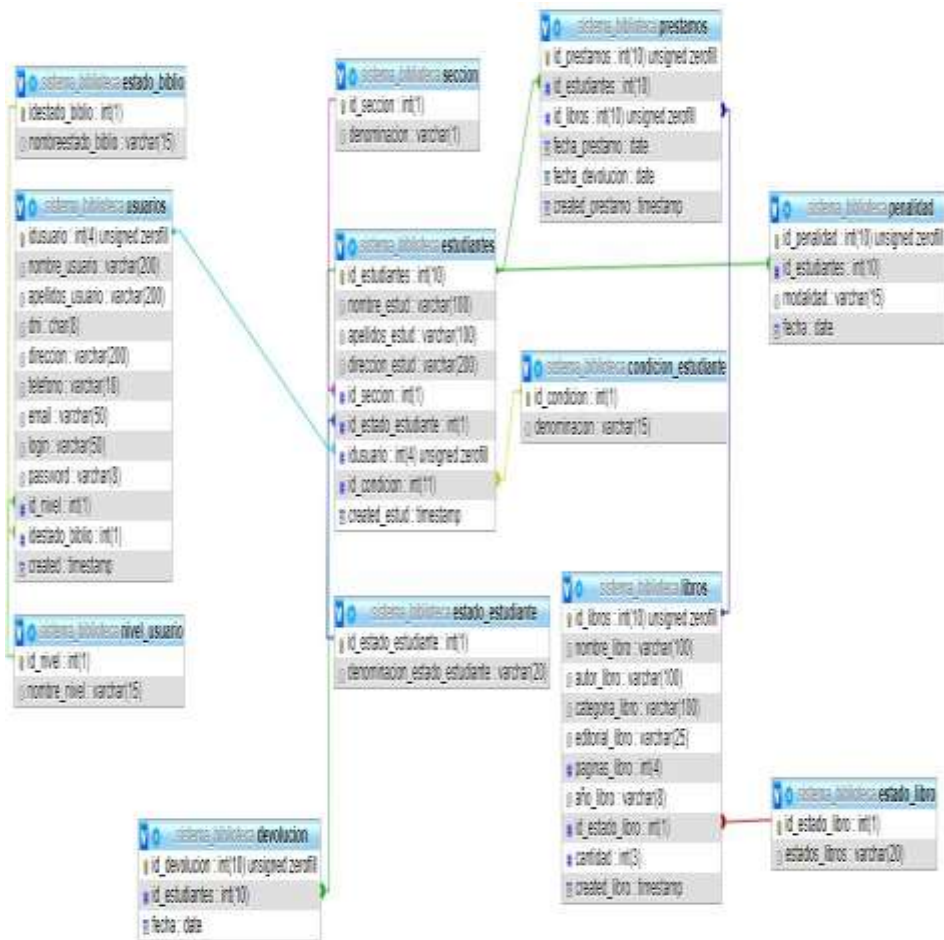 sistema_biblioteca estado_biblio
idestado_biblio : int(1)
nombreestado_biblio : varchar(15)
sistema_biblioteca usuarios
idusuario : int(4) unsigned zerofill
nombre_usuario : varchar(200)
apellidos_usuario : varchar(200)
dni : char(8)
direccion : varchar(200)
telefono : varchar(18)
email : varchar(50)
login : varchar(50)
password : varchar(8)
id_nivel : int(1)
idestado_biblio : int(1)
created : timestamp
sistema_biblioteca nivel_usuario
id_nivel : int(1)
nombre_nivel : varchar(15)
sistema_biblioteca seccion
id_seccion : int(1)
denominacion : varchar(1)
sistema_biblioteca estudiantes
id_estudiantes : int(10)
nombre_estud : varchar(100)
apelidos_estud : varchar(100)
direccion_estud : varchar(200)
id_seccion : int(1)
id_estado_estudiante : int(1)
idusuario : int(4) unsigned zerofill
id_condicion : int(11)
created_estud : timestamp
sistema_biblioteca estado_estudiante
id_estado_estudiante : int(1)
denominacion_estado_estudiante : varchar(20)
sistema_biblioteca devolucion
id_devolucion : int(10) unsigned zerofill
id_estudiantes : int(10)
fecha : date
sistema_biblioteca prestamos
id_prestamos : int(10) unsigned zerofill
id_estudiantes : int(10)
id_libros : int(10) unsigned zerofill
fecha_prestamo : date
fecha_devolucion : date
created_prestamo : timestamp
sistema_biblioteca condicion_estudiante
id_condicion : int(1)
denominacion : varchar(15)
sistema_biblioteca libros
id_libros : int(10) unsigned zerofill
nombre_libro : varchar(100)
autor_libro : varchar(100)
categoria_libro : varchar(100)
editorial_libro : varchar(25)
paginas_libro : int(4)
año_libro : varchar(8)
id_estado_libro : int(1)
cantidad : int(3)
created_libro : timestamp
sistema_biblioteca penalidad
id_penalidad : int(10) unsigned zerofill
id_estudiantes : int(10)
modalidad : varchar(15)
fecha : date
sistema_biblioteca estado_libro
id_estado_libro : int(1)
estados_libros : varchar(20)